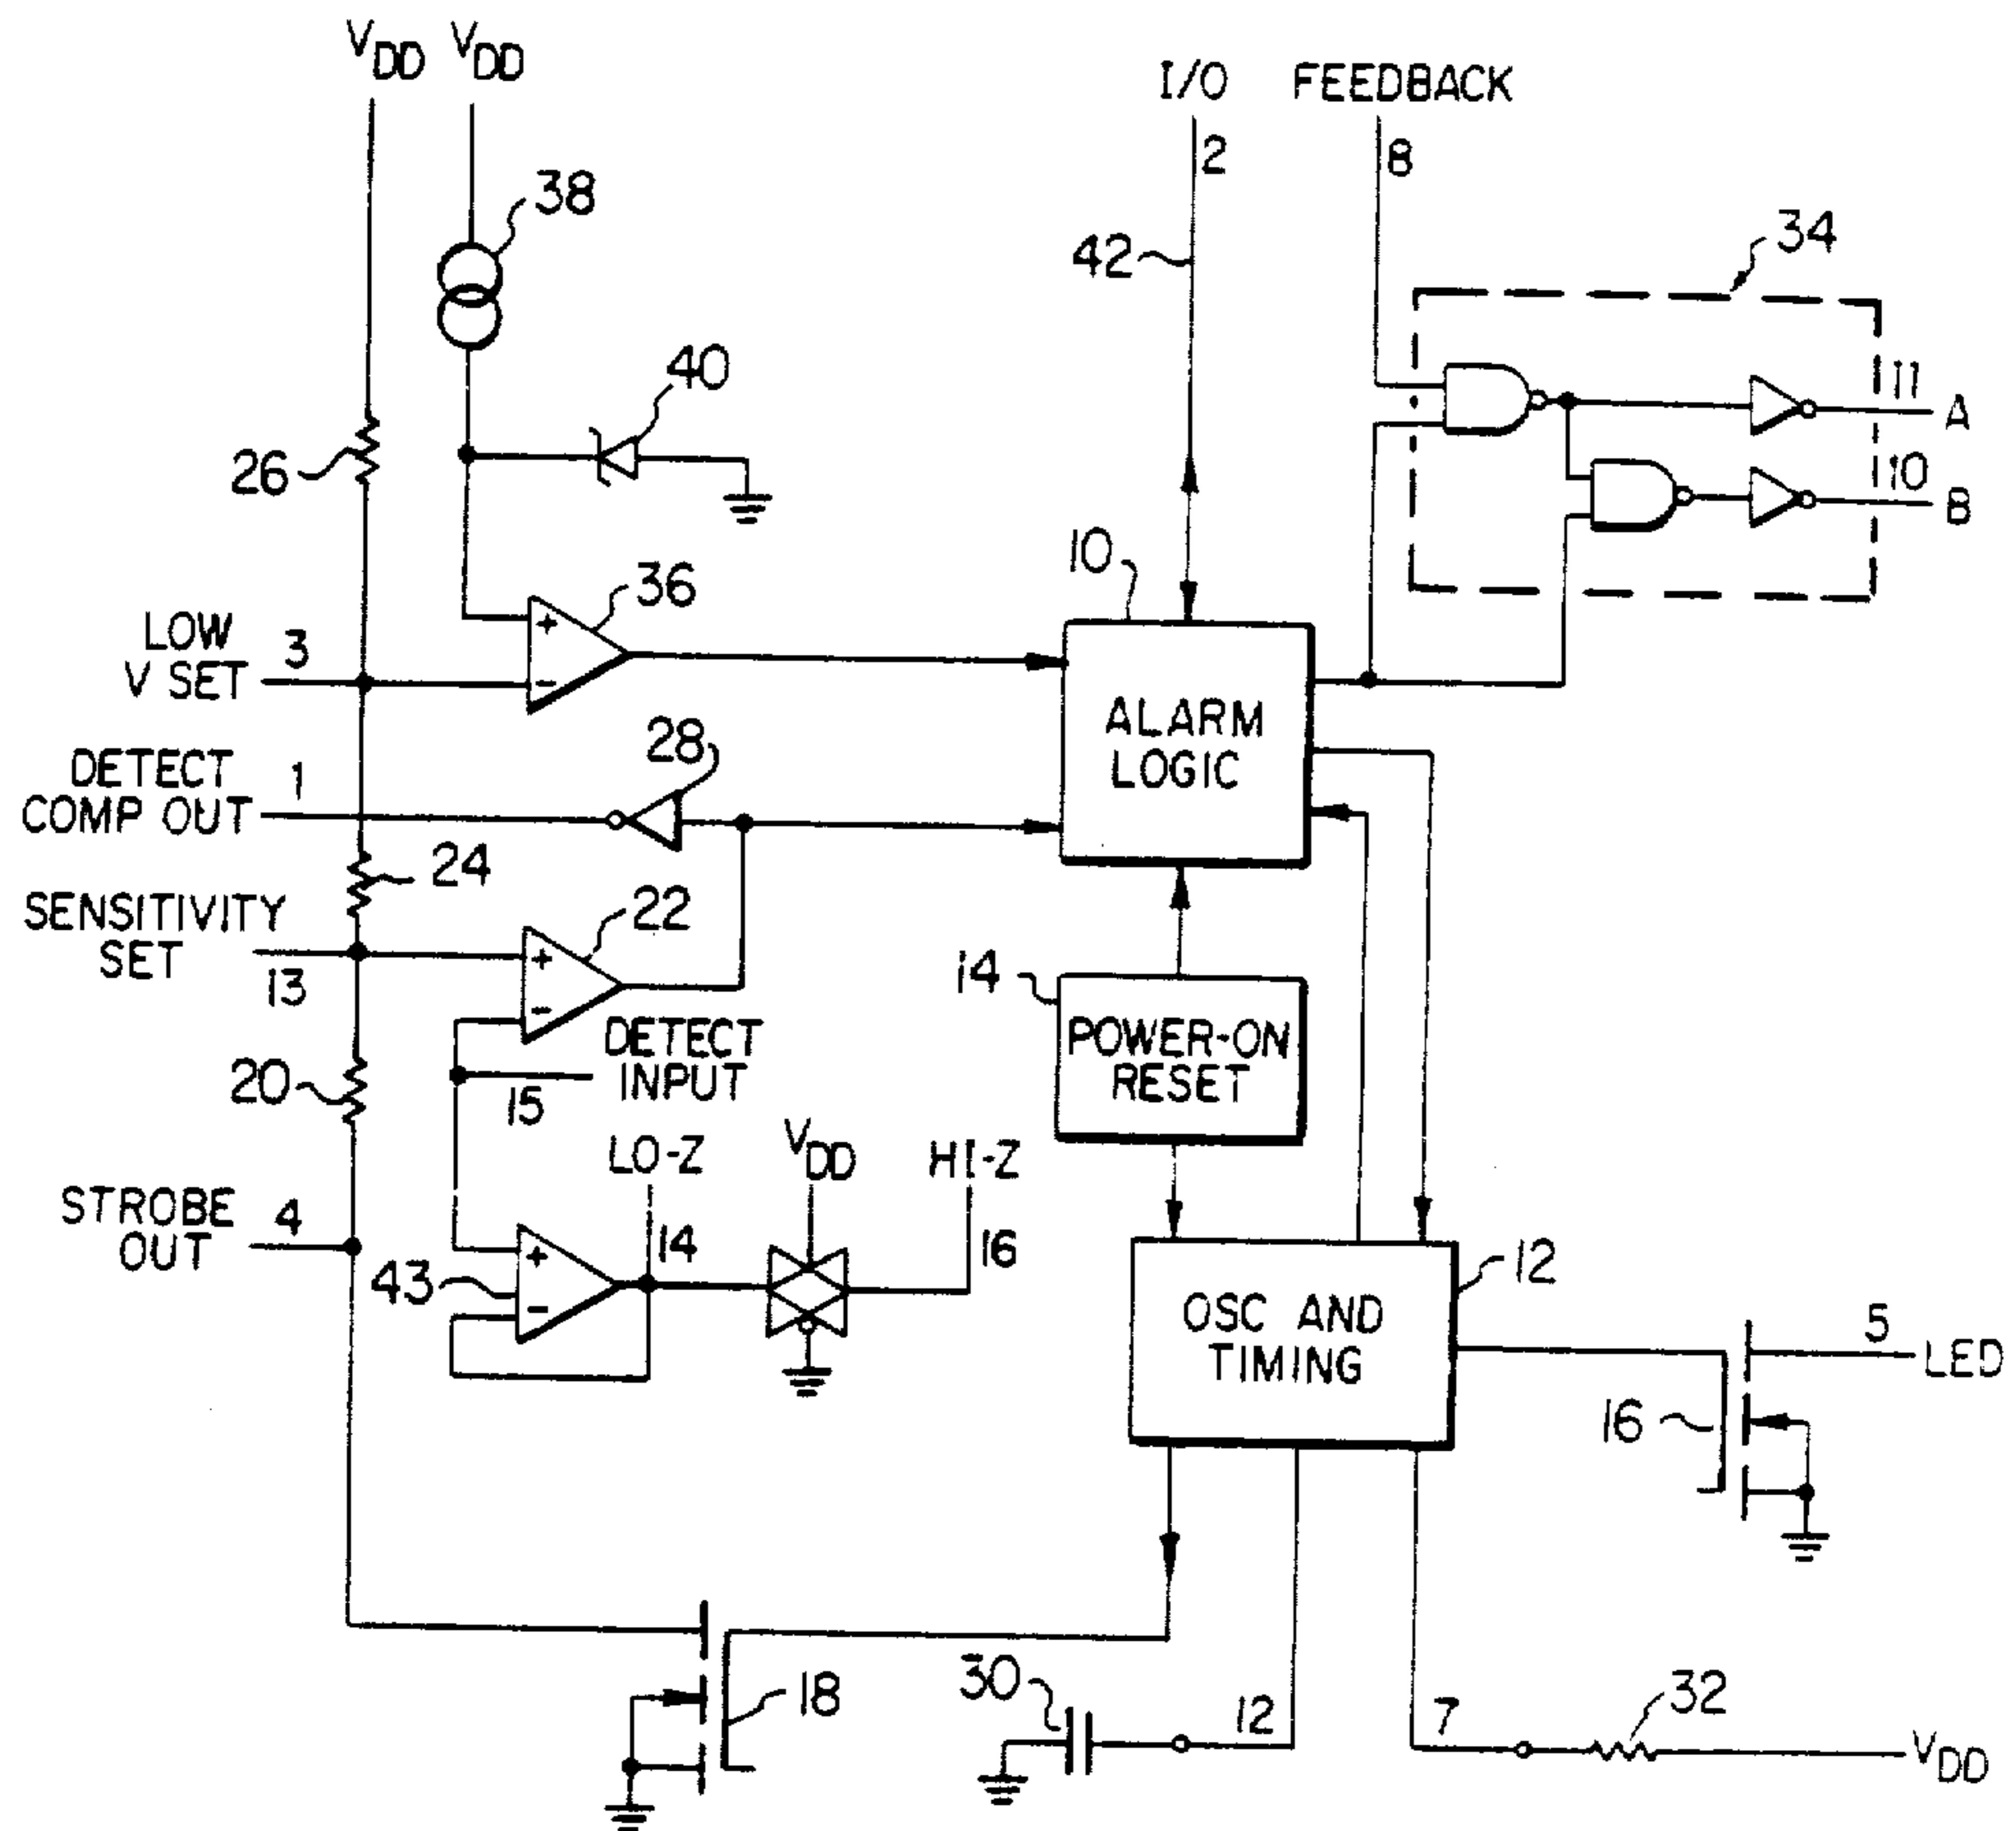 VDD VDD
I/O FEEDBACK
2 8
38
42
34
40
26
11 A
10 B
10
36
LOW
V SET 3
ALARM
LOGIC
28
DETECT
COMP OUT 1
24
22
SENSITIVITY
SET
13
14
POWER-ON
RESET
DETECT
INPUT
15
20
LO-Z VDD HI-Z
STROBE
OUT 4
14 16
43
12
OSC AND
TIMING
5 LED
16
18
30
12
7
32
VDD